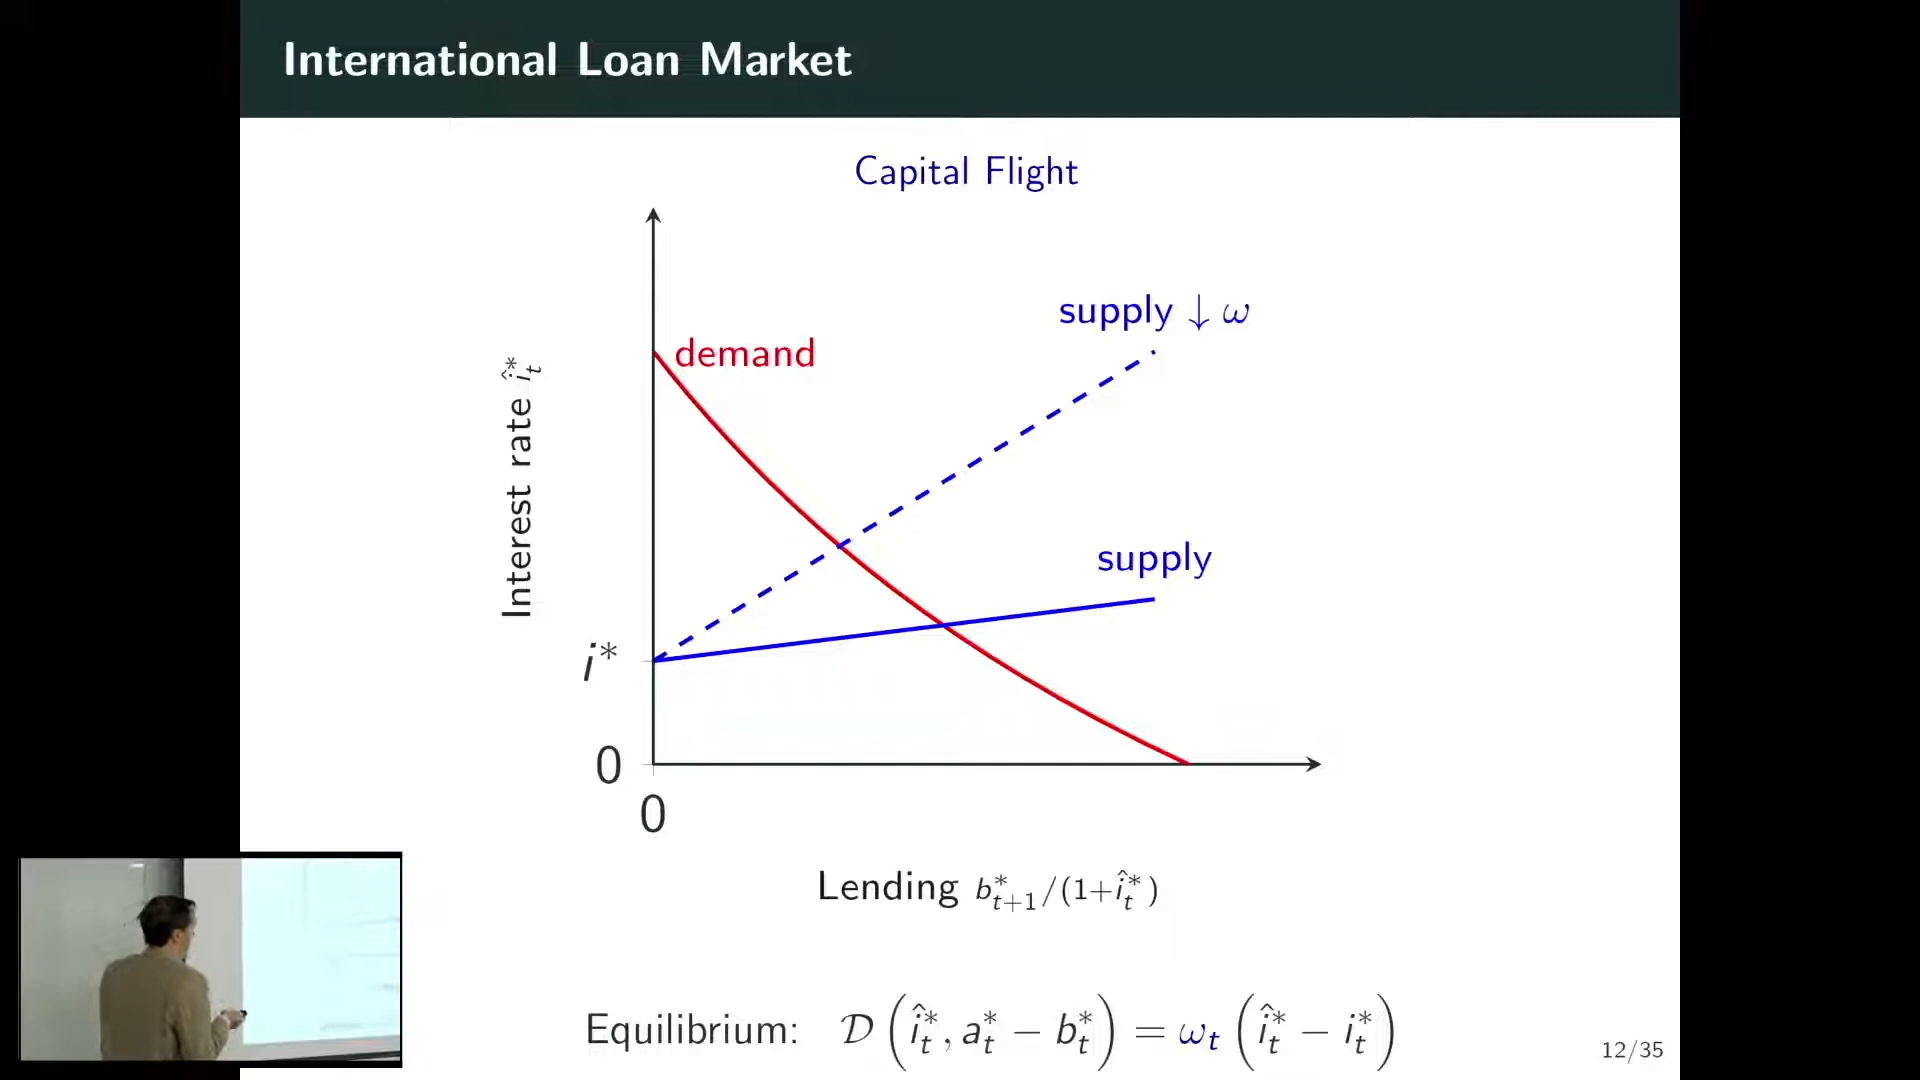 International Loan Market
Capital Flight
supply ↓ ω
demand
Interest rate î*_t
supply
i*
0
0
Lending b*_{t+1}/(1+î*_t)
Equilibrium: 𝒟(î*_t, a*_t − b*_t) = ω_t(î*_t − i*_t)
12/35